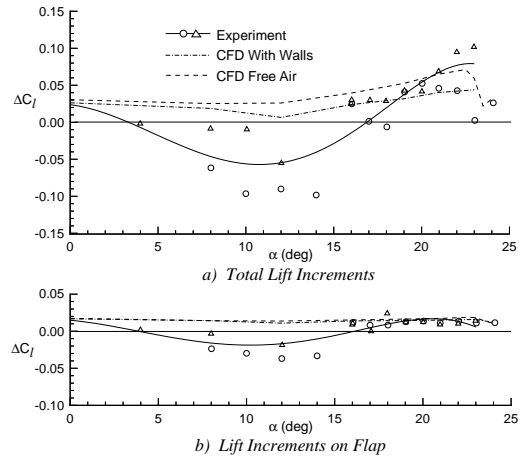 0.15
0.10
0.05
0.00
-0.05
-0.10
-0.15
ΔCl
Experiment
CFD With Walls
CFD Free Air
0 5 10 15 20 25
α (deg)
a) Total Lift Increments
0.05
0.00
-0.05
-0.10
ΔCl
0 5 10 15 20 25
α (deg)
b) Lift Increments on Flap